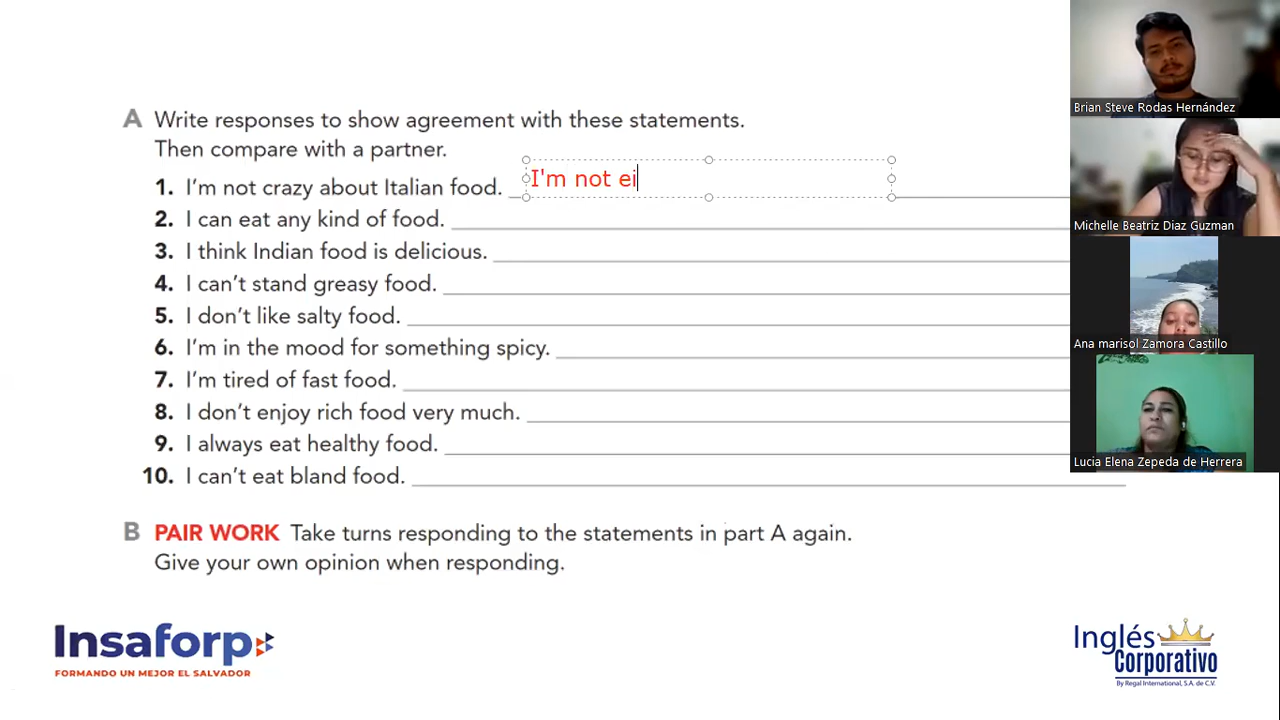 A Write responses to show agreement with these statements.
Then compare with a partner.
1. I'm not crazy about Italian food. I'm not ei
2. I can eat any kind of food.
3. I think Indian food is delicious.
4. I can't stand greasy food.
5. I don't like salty food.
6. I'm in the mood for something spicy.
7. I'm tired of fast food.
8. I don't enjoy rich food very much.
9. I always eat healthy food.
10. I can't eat bland food.
B PAIR WORK Take turns responding to the statements in part A again.
Give your own opinion when responding.
Insaforp
FORMANDO UN MEJOR EL SALVADOR
Inglés
Corporativo
By Regal International, S.A. de C.V.
Brian Steve Rodas Hernández
Michelle Beatriz Diaz Guzman
Ana marisol Zamora Castillo
Lucia Elena Zepeda de Herrera